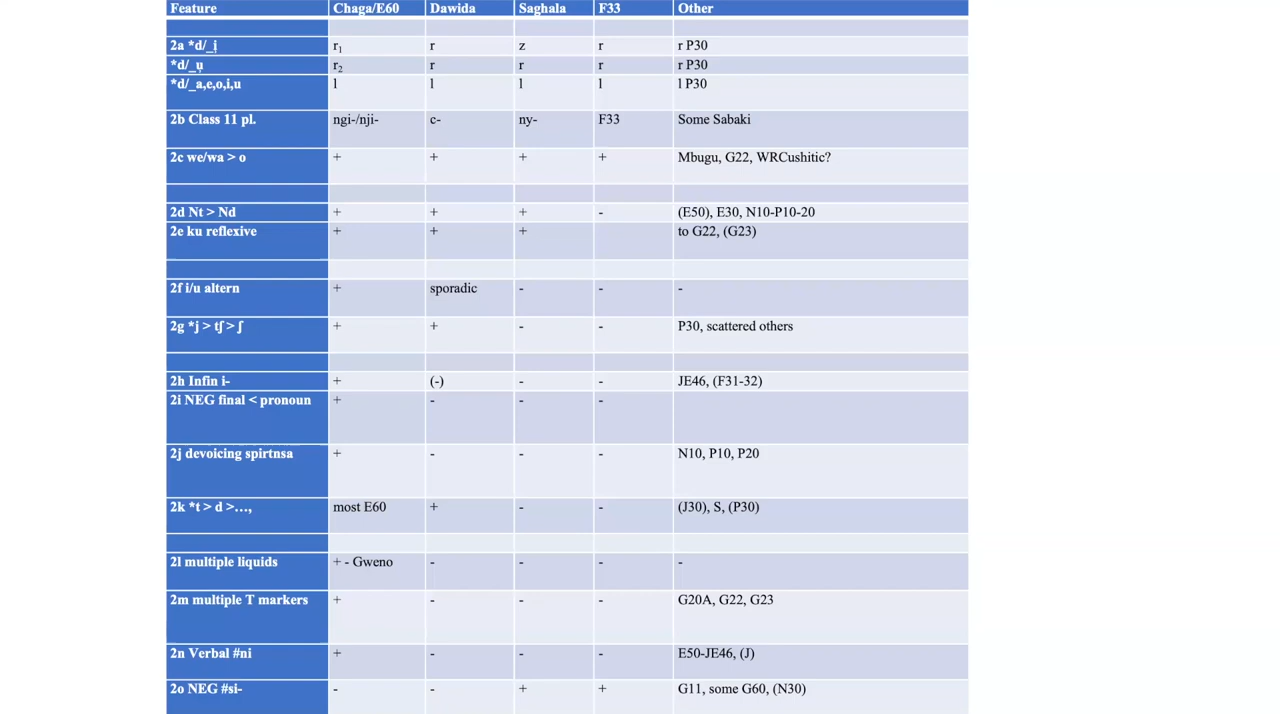 Feature Chaga/E60 Dawida Saghala F33 Other
2a *d/_i̧ r₁ r z r r P30
*d/_u̧ r₂ r r r r P30
*d/_a,e,o,i,u l l l l l P30
2b Class 11 pl. ngi-/nji- c- ny- F33 Some Sabaki
2c we/wa > o + + + + Mbugu, G22, WRCushitic?
2d Nt > Nd + + + - (E50), E30, N10-P10-20
2e ku reflexive + + + to G22, (G23)
2f i/u altern + sporadic - - -
2g *j > tʃ > ʃ + + - - P30, scattered others
2h Infin i- + (-) - - JE46, (F31-32)
2i NEG final < pronoun + - - -
2j devoicing spirtnsa + - - - N10, P10, P20
2k *t > d >…, most E60 + - - (J30), S, (P30)
2l multiple liquids + - Gweno - - - -
2m multiple T markers + - - - G20A, G22, G23
2n Verbal #ni + - - - E50-JE46, (J)
2o NEG #si- - - + + G11, some G60, (N30)